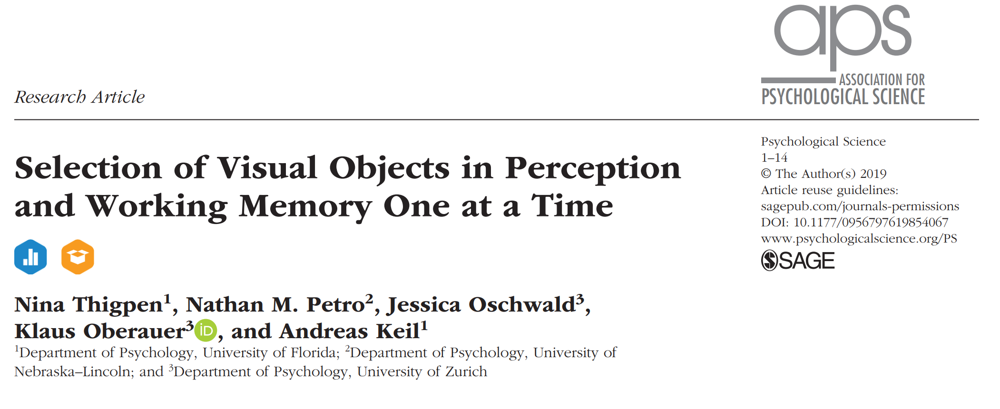 aps
ASSOCIATION FOR
PSYCHOLOGICAL SCIENCE
Research Article
Selection of Visual Objects in Perception
and Working Memory One at a Time
Psychological Science
1–14
© The Author(s) 2019
Article reuse guidelines:
sagepub.com/journals-permissions
DOI: 10.1177/0956797619854067
www.psychologicalscience.org/PS
SAGE
Nina Thigpen¹, Nathan M. Petro², Jessica Oschwald³,
Klaus Oberauer³ iD, and Andreas Keil¹
¹Department of Psychology, University of Florida; ²Department of Psychology, University of
Nebraska–Lincoln; and ³Department of Psychology, University of Zurich